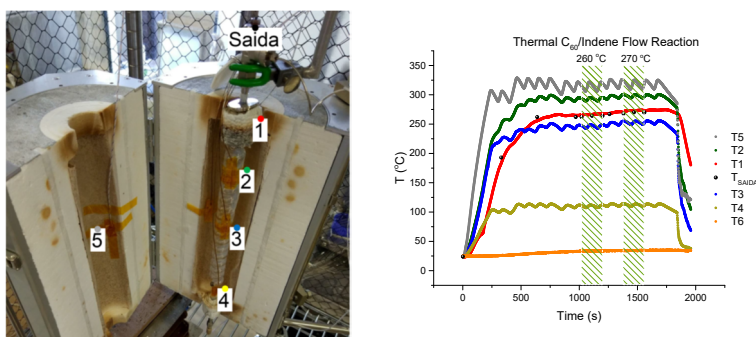 Saida
1
2
3
4
5
Thermal C₆₀/Indene Flow Reaction
260 °C
270 °C
350
300
250
200
150
100
50
0
T (°C)
0
500
1000
1500
2000
Time (s)
T5
T2
T1
T_SAIDA
T3
T4
T6